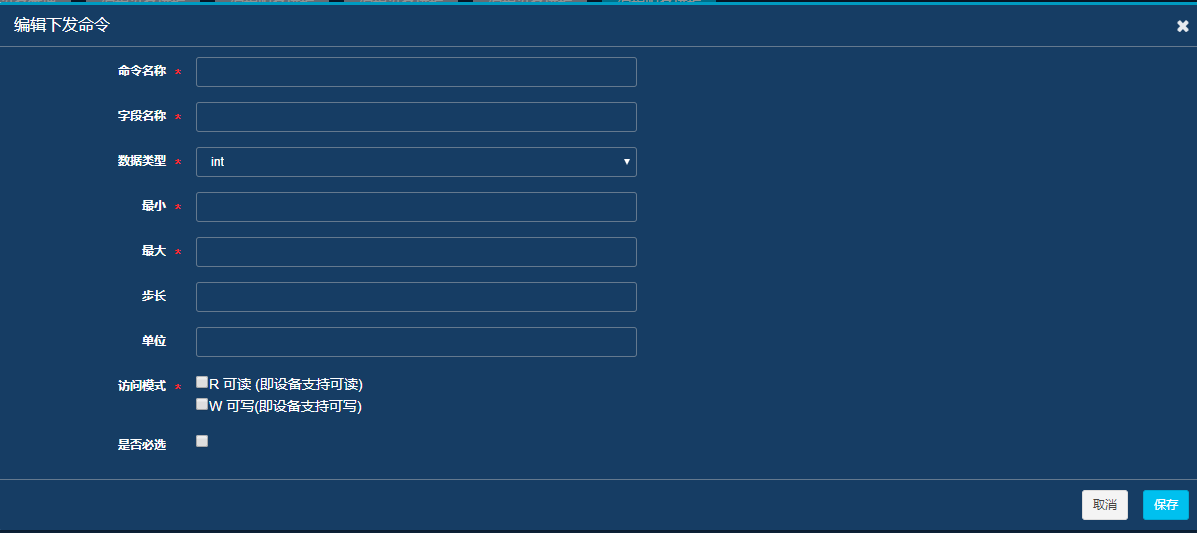 编辑下发命令
命令名称 *
字段名称 *
数据类型 * int
最小 *
最大 *
步长
单位
访问模式 * R 可读 (即设备支持可读)
W 可写(即设备支持可写)
是否必选
取消 保存